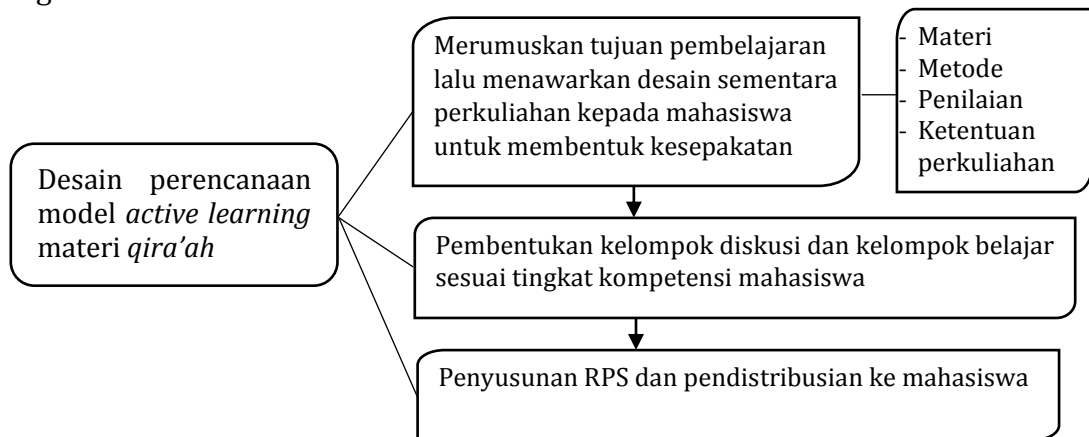 Merumuskan tujuan pembelajaran
lalu menawarkan desain sementara
perkuliahan kepada mahasiswa
untuk membentuk kesepakatan
- Materi
- Metode
- Penilaian
- Ketentuan
perkuliahan
Desain perencanaan
model active learning
materi qira’ah
Pembentukan kelompok diskusi dan kelompok belajar
sesuai tingkat kompetensi mahasiswa
Penyusunan RPS dan pendistribusian ke mahasiswa